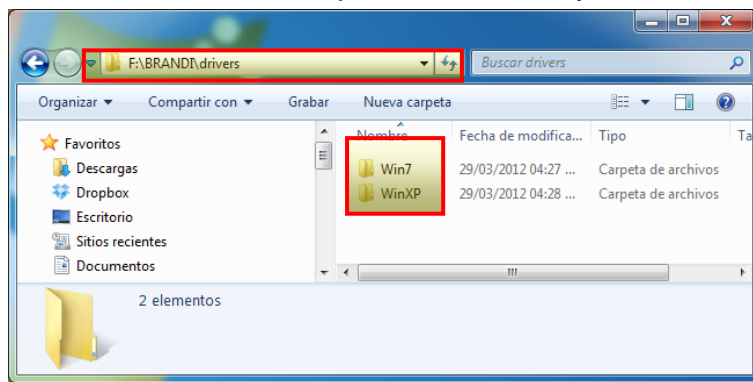 F:\BRANDI\drivers
Buscar drivers
Organizar
Compartir con
Grabar
Nueva carpeta
Nombre
Fecha de modifica...
Tipo
Ta
Favoritos
Descargas
Dropbox
Escritorio
Sitios recientes
Documentos
Win7
29/03/2012 04:27 ...
Carpeta de archivos
WinXP
29/03/2012 04:28 ...
Carpeta de archivos
2 elementos